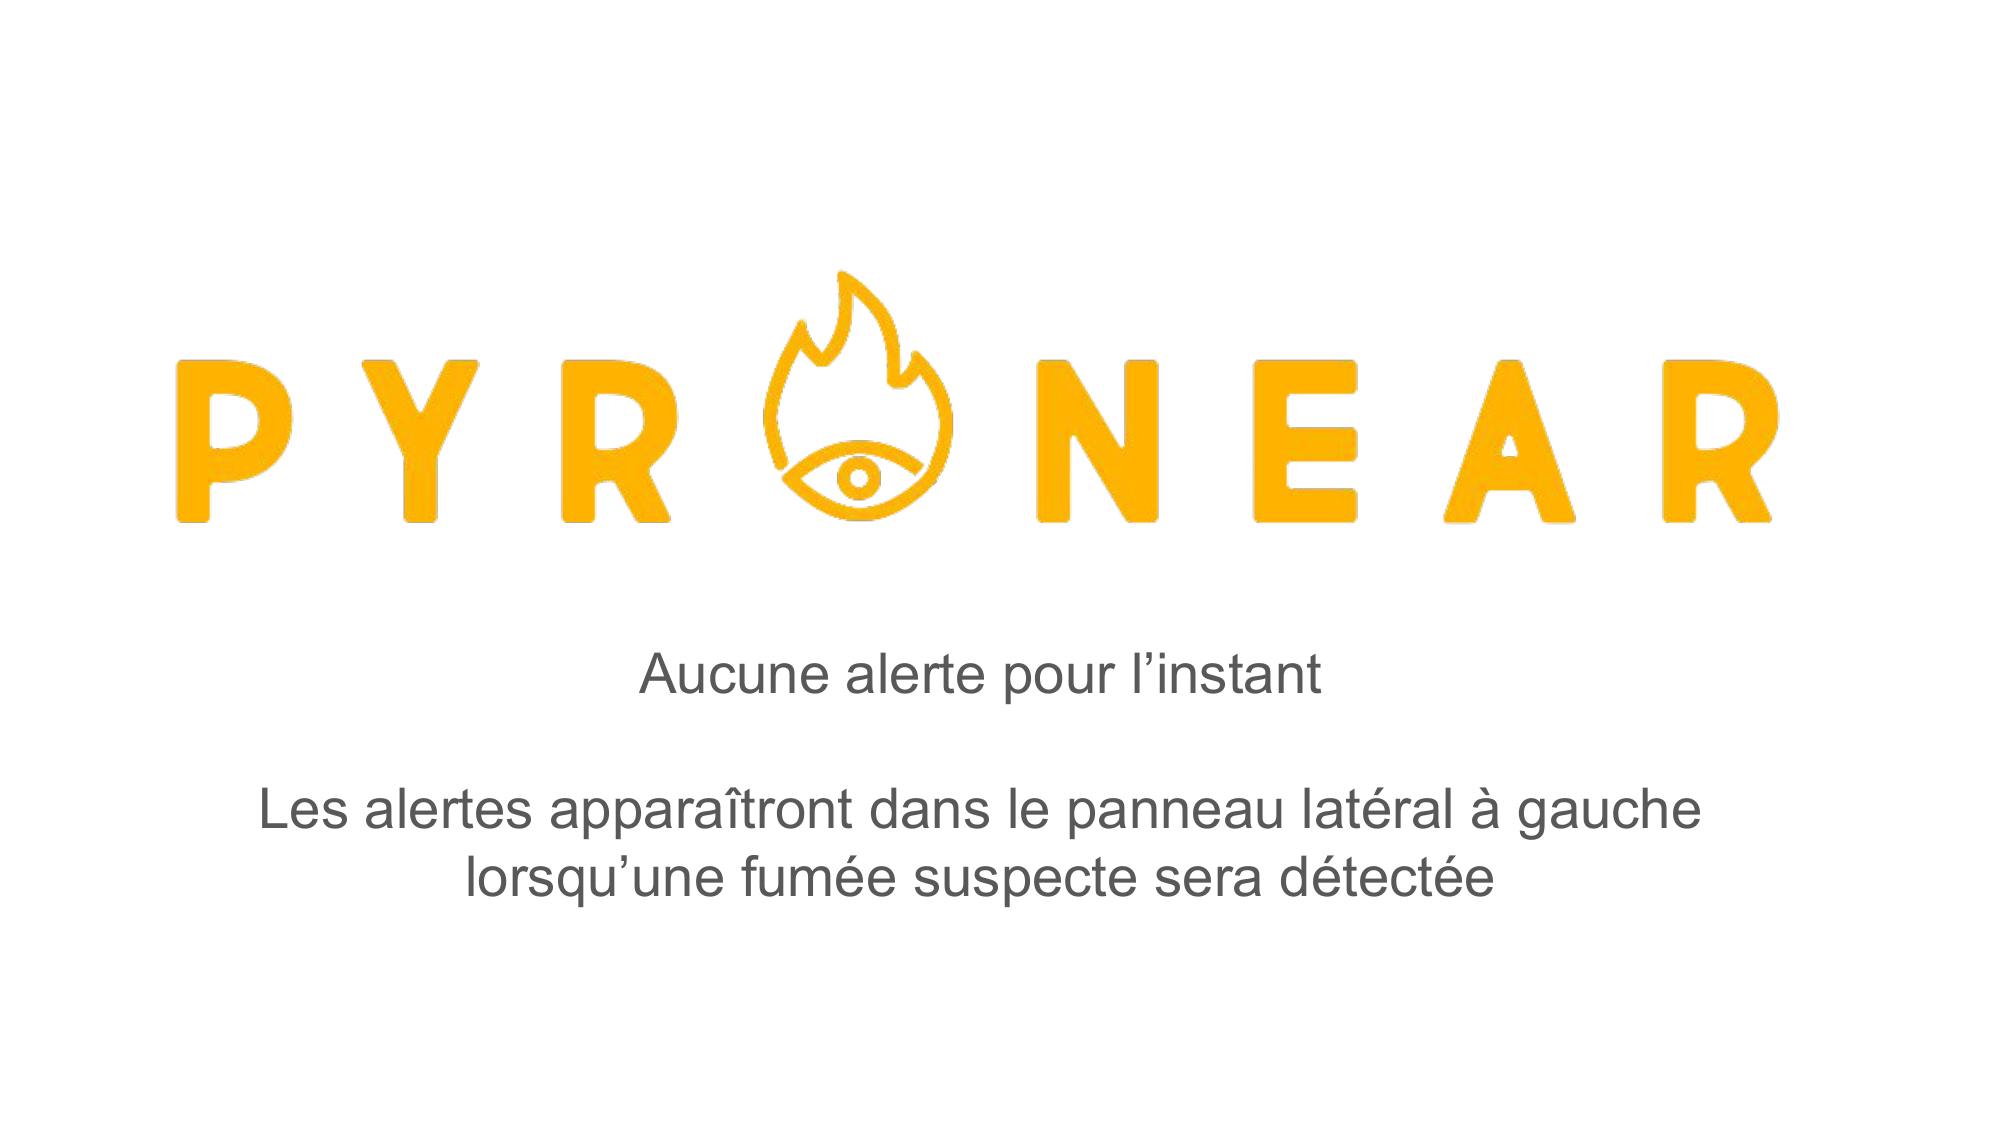 PYRONEAR
Aucune alerte pour l’instant
Les alertes apparaîtront dans le panneau latéral à gauche
lorsqu’une fumée suspecte sera détectée